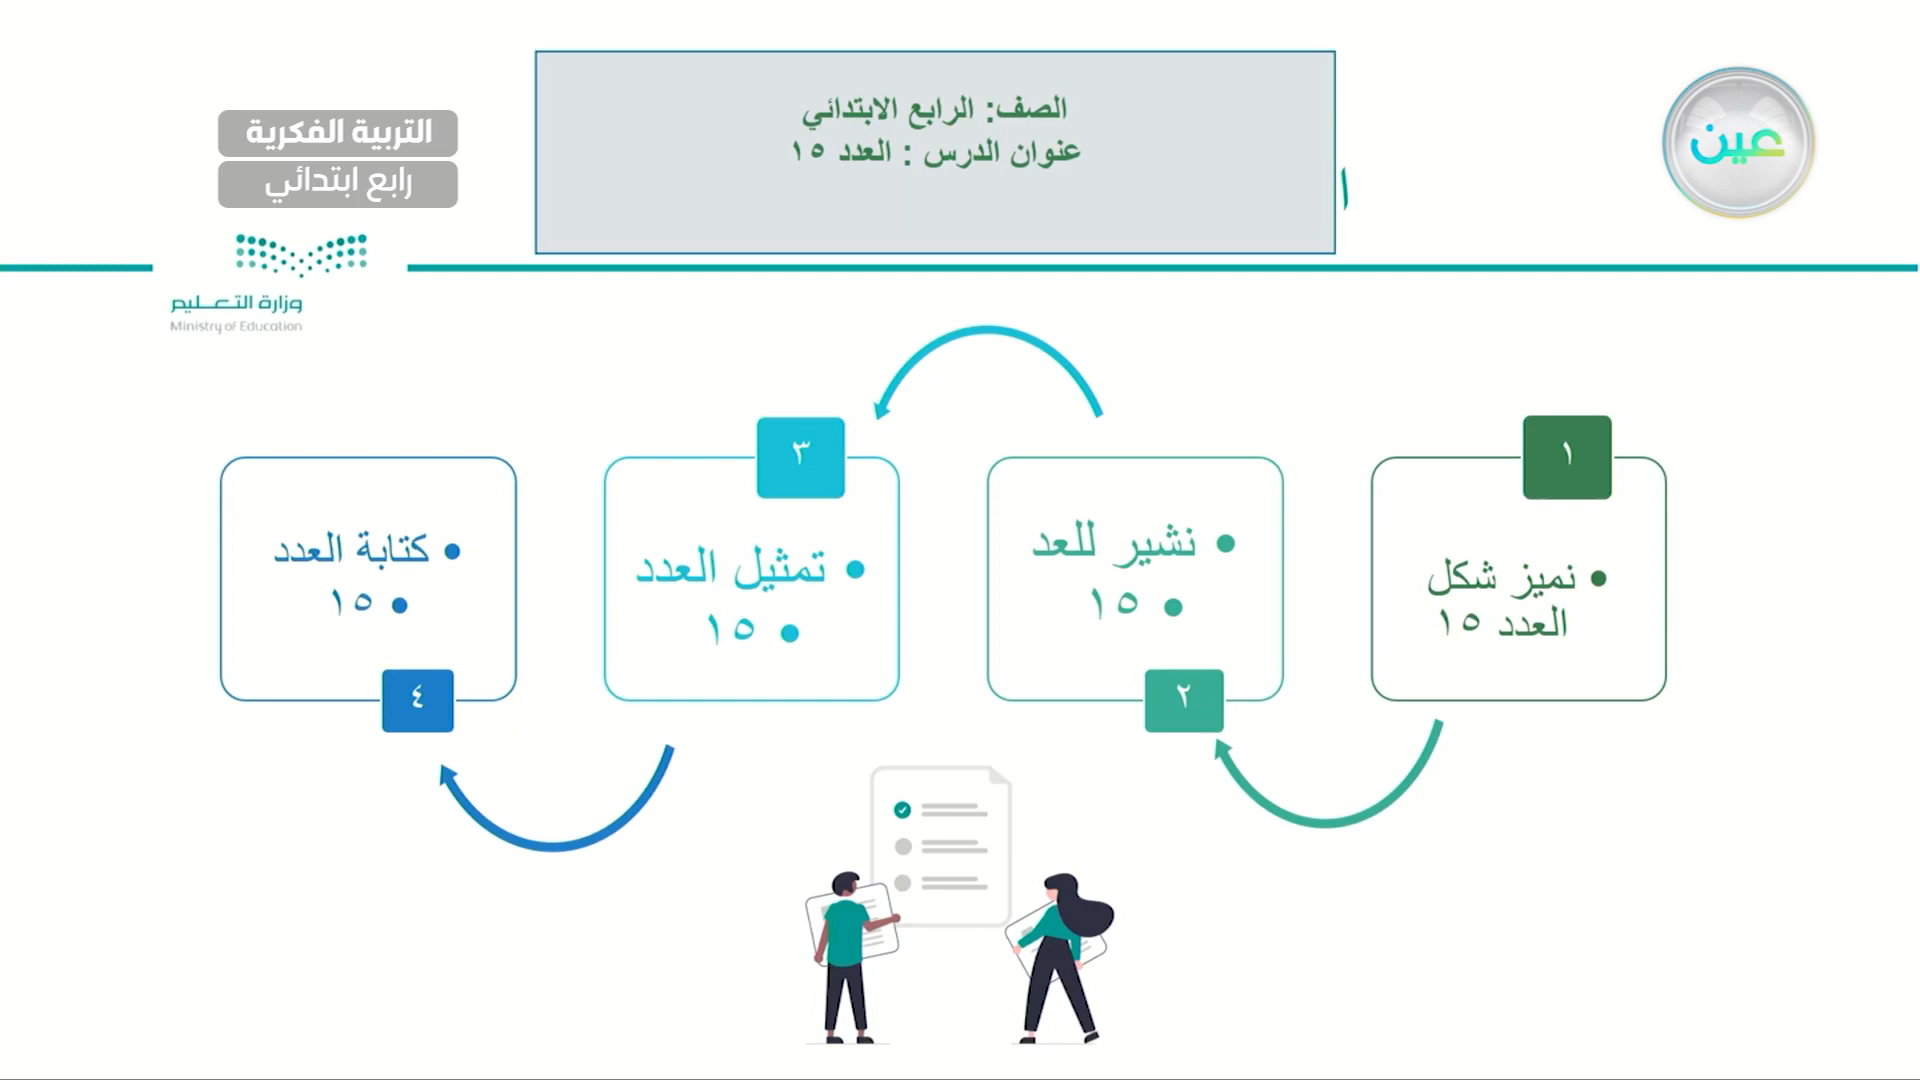 الصف: الرابع الابتدائي
عنوان الدرس : العدد ١٥
عين
التربية الفكرية
رابع ابتدائي
وزارة التعـــليم
Ministry of Education
١
• نميز شكل
العدد ١٥
• نشير للعد
• ١٥
٢
٣
• تمثيل العدد
• ١٥
• كتابة العدد
• ١٥
٤